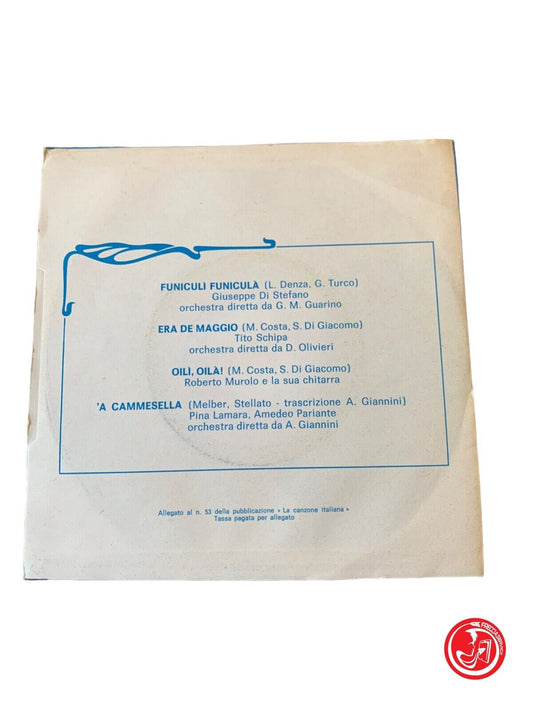 FUNICULÌ FUNICULÀ (L. Denza, G. Turco)
Giuseppe Di Stefano
orchestra diretta da G. M. Guarino
ERA DE MAGGIO (M. Costa, S. Di Giacomo)
Tito Schipa
orchestra diretta da D. Olivieri
OILÌ, OILÀ! (M. Costa, S. Di Giacomo)
Roberto Murolo e la sua chitarra
'A CAMMESELLA (Melber, Stellato - trascrizione A. Giannini)
Pina Lamara, Amedeo Pariante
orchestra diretta da A. Giannini
Allegato al n. 53 della pubblicazione « La canzone italiana »
Tassa pagata per allegato